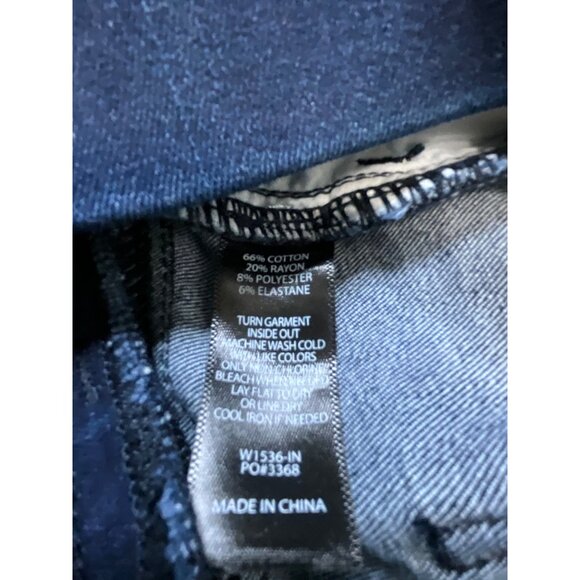 66% COTTON
20% RAYON
8% POLYESTER
6% ELASTANE
TURN GARMENT
INSIDE OUT
MACHINE WASH COLD
WITH LIKE COLORS
ONLY NON-CHLORINE
BLEACH WHEN NEEDED
LAY FLAT TO DRY
OR LINE DRY
COOL IRON IF NEEDED
W1536-IN
PO#3368
MADE IN CHINA